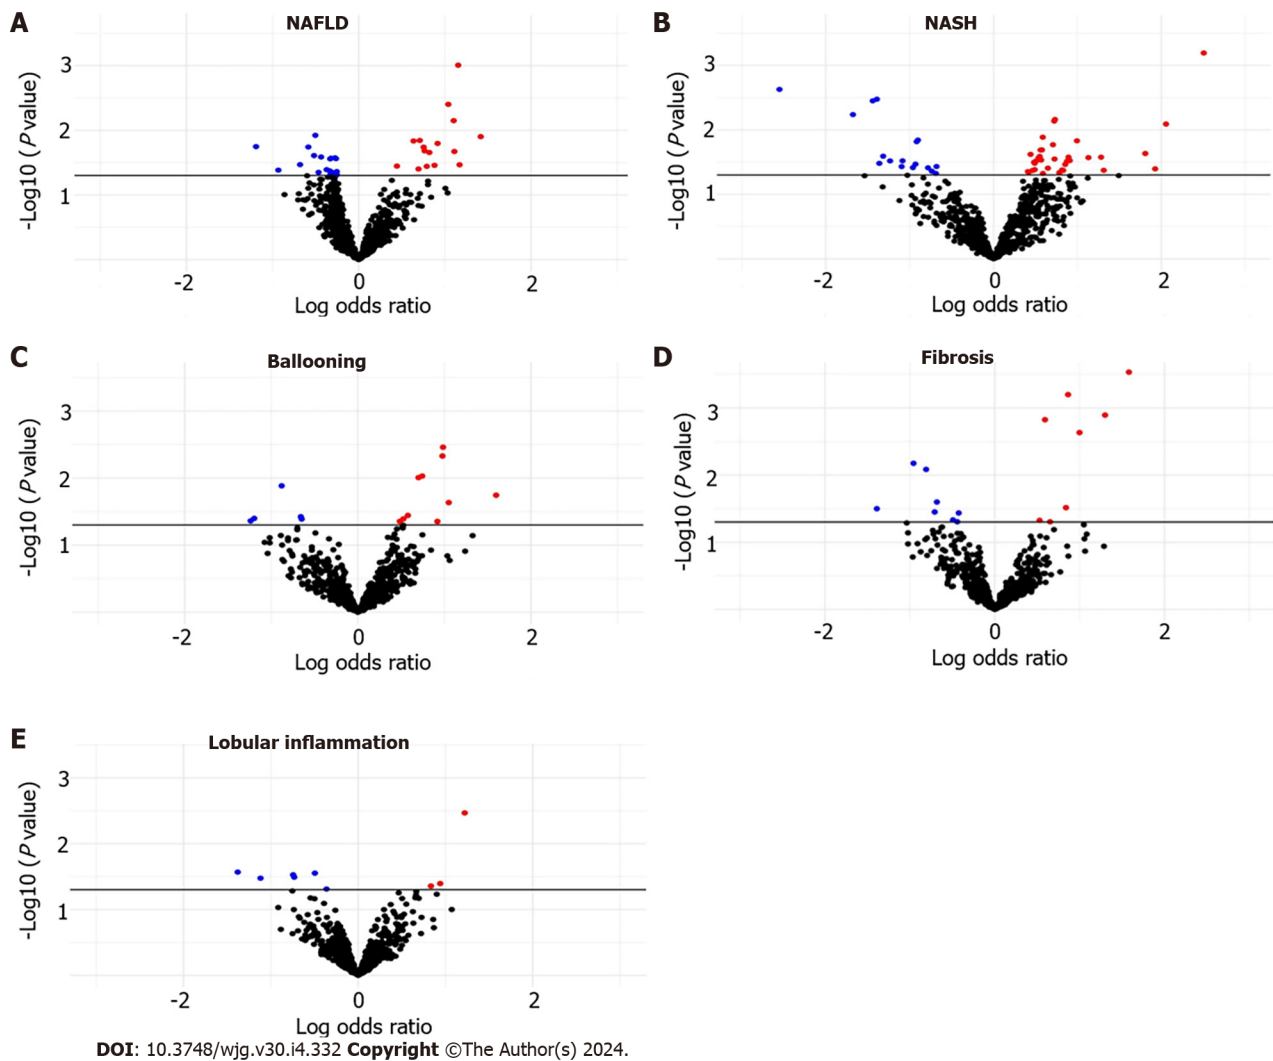 A
NAFLD
-Log10 (P value)
3
2
1
-2 0 2
Log odds ratio
B
NASH
-Log10 (P value)
3
2
1
-2 0 2
Log odds ratio
C
Ballooning
-Log10 (P value)
3
2
1
-2 0 2
Log odds ratio
D
Fibrosis
-Log10 (P value)
3
2
1
-2 0 2
Log odds ratio
E
Lobular inflammation
-Log10 (P value)
3
2
1
-2 0 2
Log odds ratio
DOI: 10.3748/wjg.v30.i4.332 Copyright ©The Author(s) 2024.